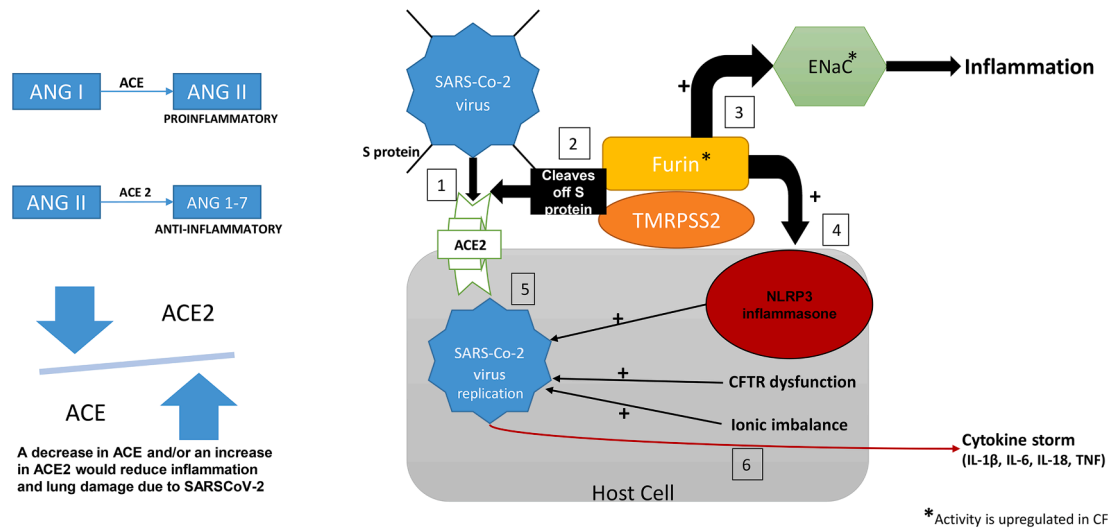 ANG I
ACE
ANG II
PROINFLAMMATORY
ANG II
ACE 2
ANG 1-7
ANTI-INFLAMMATORY
ACE2
ACE
A decrease in ACE and/or an increase
in ACE2 would reduce inflammation
and lung damage due to SARSCoV-2
SARS-Co-2
virus
S protein
1
2
Cleaves
off S
protein
Furin*
TMRPSS2
+
3
ENaC*
Inflammation
+
4
ACE2
5
NLRP3
inflammasone
SARS-Co-2
virus
replication
+
+
CFTR dysfunction
+
Ionic imbalance
6
Cytokine storm
(IL-1β, IL-6, IL-18, TNF)
Host Cell
*Activity is upregulated in CF